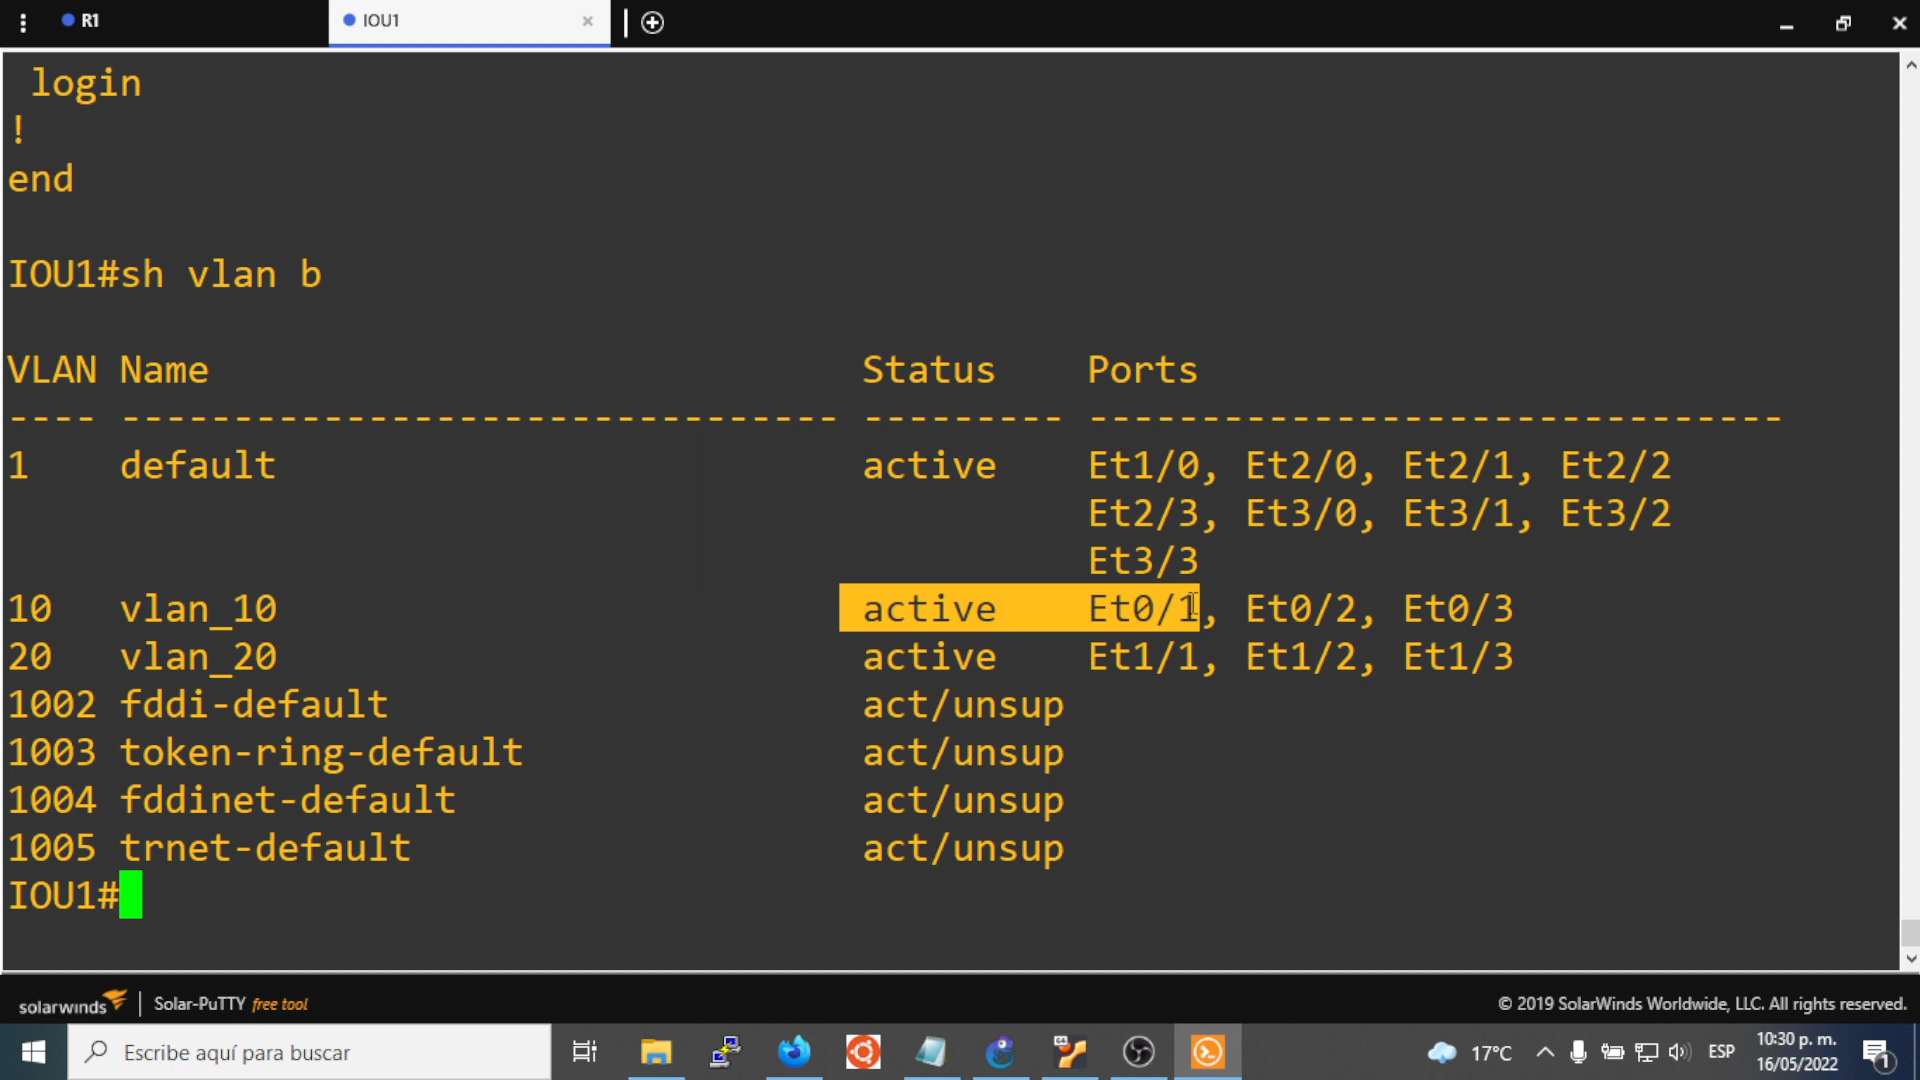 R1
IOU1
login
!
end
IOU1#sh vlan b
VLAN Name Status Ports
---- -------------------------------- --------- -------------------------------
1 default active Et1/0, Et2/0, Et2/1, Et2/2
Et2/3, Et3/0, Et3/1, Et3/2
Et3/3
10 vlan_10 active Et0/1, Et0/2, Et0/3
20 vlan_20 active Et1/1, Et1/2, Et1/3
1002 fddi-default act/unsup
1003 token-ring-default act/unsup
1004 fddinet-default act/unsup
1005 trnet-default act/unsup
IOU1#
solarwinds Solar-PuTTY free tool © 2019 SolarWinds Worldwide, LLC. All rights reserved.
Escribe aquí para buscar
17°C
ESP
10:30 p. m.
16/05/2022
1